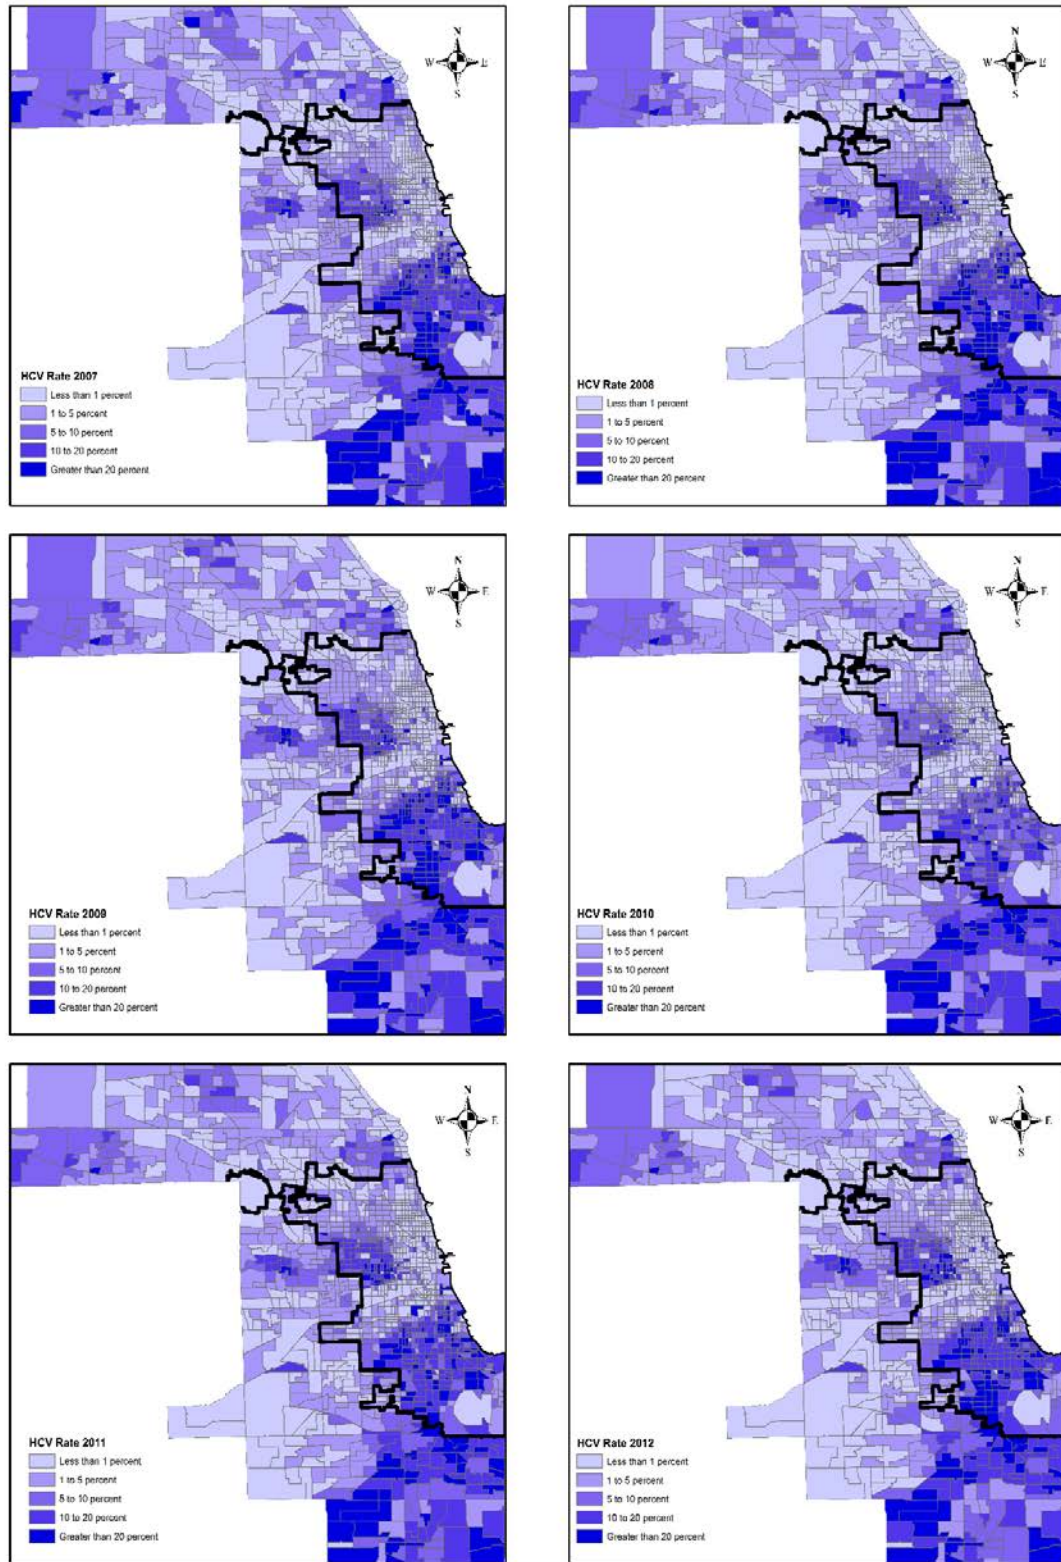 N
W E
S
HCV Rate 2007
Less than 1 percent
1 to 5 percent
5 to 10 percent
10 to 20 percent
Greater than 20 percent
N
W E
S
HCV Rate 2008
Less than 1 percent
1 to 5 percent
5 to 10 percent
10 to 20 percent
Greater than 20 percent
N
W E
S
HCV Rate 2009
Less than 1 percent
1 to 5 percent
5 to 10 percent
10 to 20 percent
Greater than 20 percent
N
W E
S
HCV Rate 2010
Less than 1 percent
1 to 5 percent
5 to 10 percent
10 to 20 percent
Greater than 20 percent
N
W E
S
HCV Rate 2011
Less than 1 percent
1 to 5 percent
5 to 10 percent
10 to 20 percent
Greater than 20 percent
N
W E
S
HCV Rate 2012
Less than 1 percent
1 to 5 percent
5 to 10 percent
10 to 20 percent
Greater than 20 percent